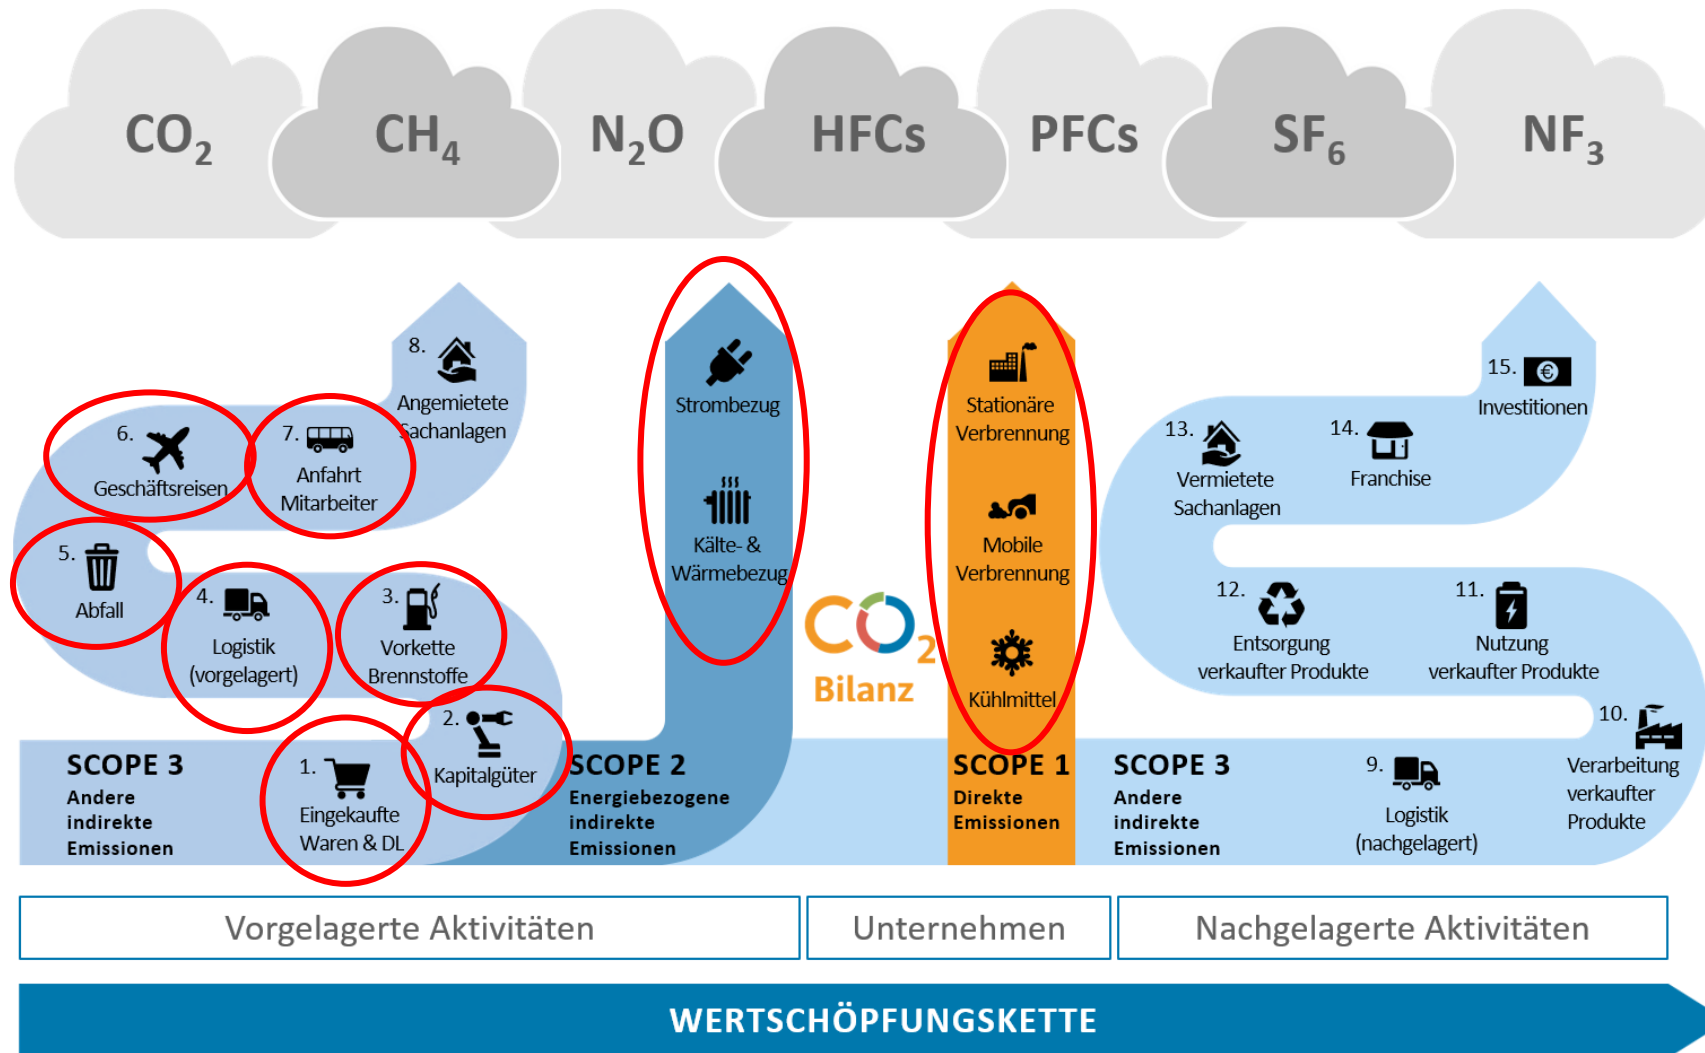 CO₂
CH₄
N₂O
HFCs
PFCs
SF₆
NF₃
8.
Angemietete
Sachanlagen
6.
Geschäftsreisen
7.
Anfahrt
Mitarbeiter
5.
Abfall
4.
Logistik
(vorgelagert)
3.
Vorkette
Brennstoffe
2.
Kapitalgüter
1.
Eingekaufte
Waren & DL
SCOPE 3
Andere
indirekte
Emissionen
Strombezug
Kälte- &
Wärmebezug
SCOPE 2
Energiebezogene
indirekte
Emissionen
CO₂
Bilanz
Stationäre
Verbrennung
Mobile
Verbrennung
Kühlmittel
SCOPE 1
Direkte
Emissionen
15.
€
Investitionen
14.
Franchise
13.
Vermietete
Sachanlagen
12.
Entsorgung
verkaufter Produkte
11.
Nutzung
verkaufter Produkte
10.
Verarbeitung
verkaufter
Produkte
9.
Logistik
(nachgelagert)
SCOPE 3
Andere
indirekte
Emissionen
Vorgelagerte Aktivitäten
Unternehmen
Nachgelagerte Aktivitäten
WERTSCHÖPFUNGSKETTE